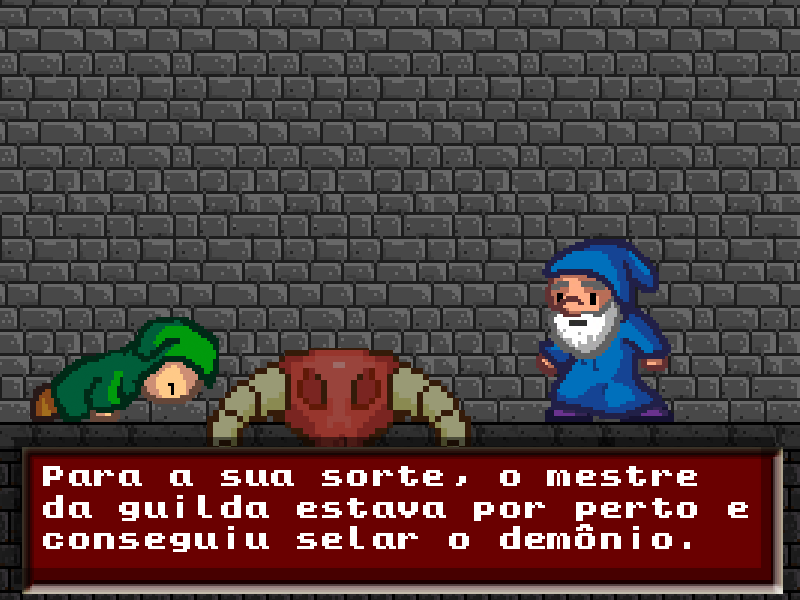 Para a sua sorte, o mestre
da guilda estava por perto e
conseguiu selar o demônio.